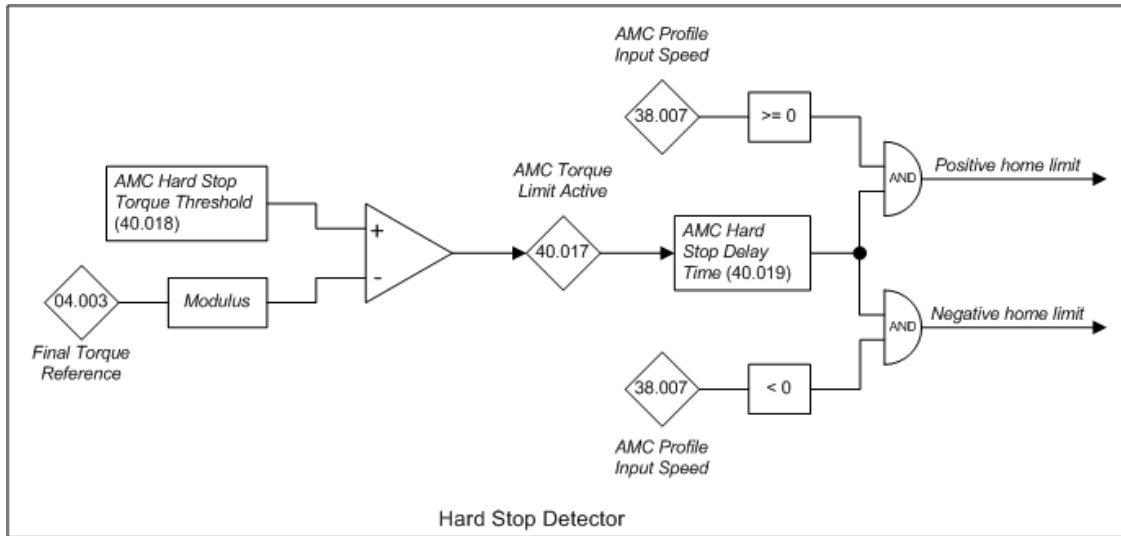 AMC Profile
Input Speed
38.007
>= 0
AND
Positive home limit
AMC Hard Stop
Torque Threshold
(40.018)
+
-
04.003
Modulus
Final Torque
Reference
AMC Torque
Limit Active
40.017
AMC Hard
Stop Delay
Time (40.019)
AND
Negative home limit
38.007
< 0
AMC Profile
Input Speed
Hard Stop Detector